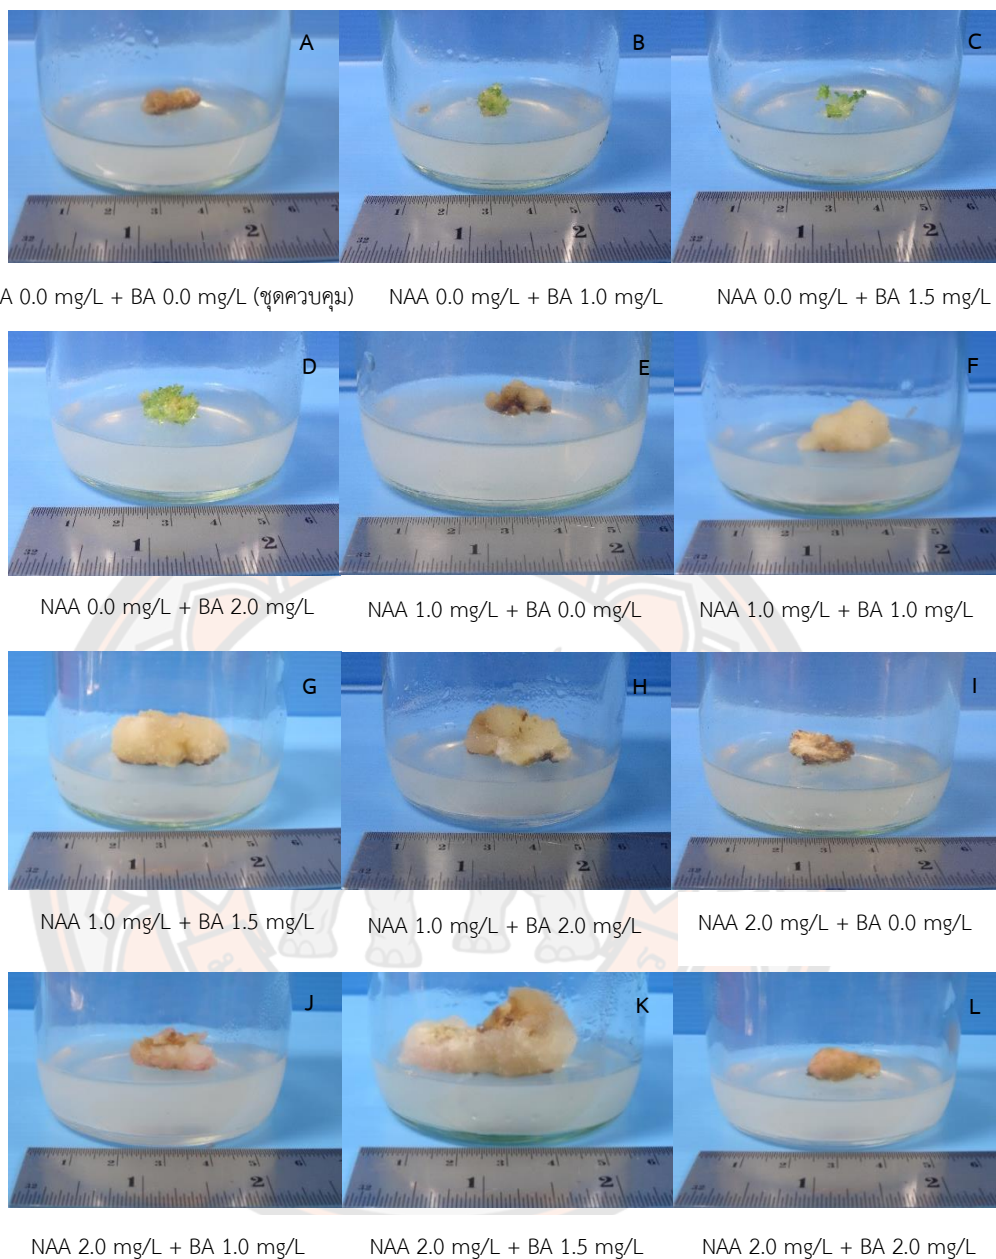 A B C
A 0.0 mg/L + BA 0.0 mg/L (ชุดควบคุม) NAA 0.0 mg/L + BA 1.0 mg/L NAA 0.0 mg/L + BA 1.5 mg/L
D E F
NAA 0.0 mg/L + BA 2.0 mg/L NAA 1.0 mg/L + BA 0.0 mg/L NAA 1.0 mg/L + BA 1.0 mg/L
G H I
NAA 1.0 mg/L + BA 1.5 mg/L NAA 1.0 mg/L + BA 2.0 mg/L NAA 2.0 mg/L + BA 0.0 mg/L
J K L
NAA 2.0 mg/L + BA 1.0 mg/L NAA 2.0 mg/L + BA 1.5 mg/L NAA 2.0 mg/L + BA 2.0 mg/L